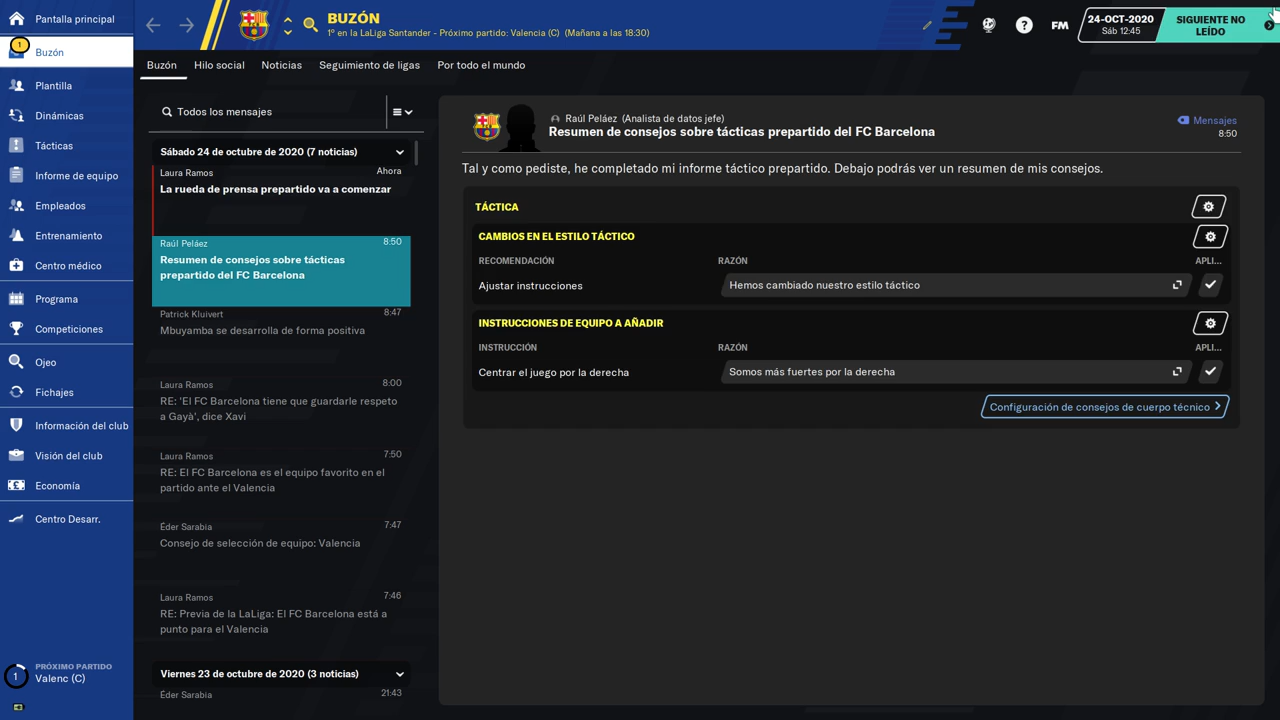 Pantalla principal
1
Buzón
Plantilla
Dinámicas
Tácticas
Informe de equipo
Empleados
Entrenamiento
Centro médico
Programa
Competiciones
Ojeo
Fichajes
Información del club
Visión del club
Economía
Centro Desarr.
1
PRÓXIMO PARTIDO
Valenc (C)
BUZÓN
1º en la LaLiga Santander - Próximo partido: Valencia (C) (Mañana a las 18:30)
?
FM
24-OCT-2020
Sáb 12:45
SIGUIENTE NO LEÍDO
Buzón
Hilo social
Noticias
Seguimiento de ligas
Por todo el mundo
Todos los mensajes
Sábado 24 de octubre de 2020 (7 noticias)
Laura Ramos Ahora
La rueda de prensa prepartido va a comenzar
Raúl Peláez 8:50
Resumen de consejos sobre tácticas
prepartido del FC Barcelona
Patrick Kluivert 8:47
Mbuyamba se desarrolla de forma positiva
Laura Ramos 8:00
RE: 'El FC Barcelona tiene que guardarle respeto
a Gayà', dice Xavi
Laura Ramos 7:50
RE: El FC Barcelona es el equipo favorito en el
partido ante el Valencia
Éder Sarabia 7:47
Consejo de selección de equipo: Valencia
Laura Ramos 7:46
RE: Previa de la LaLiga: El FC Barcelona está a
punto para el Valencia
Viernes 23 de octubre de 2020 (3 noticias)
Éder Sarabia 21:43
Raúl Peláez (Analista de datos jefe)
Resumen de consejos sobre tácticas prepartido del FC Barcelona
Mensajes
8:50
Tal y como pediste, he completado mi informe táctico prepartido. Debajo podrás ver un resumen de mis consejos.
TÁCTICA
CAMBIOS EN EL ESTILO TÁCTICO
RECOMENDACIÓN RAZÓN APLI...
Ajustar instrucciones Hemos cambiado nuestro estilo táctico
INSTRUCCIONES DE EQUIPO A AÑADIR
INSTRUCCIÓN RAZÓN APLI...
Centrar el juego por la derecha Somos más fuertes por la derecha
Configuración de consejos de cuerpo técnico